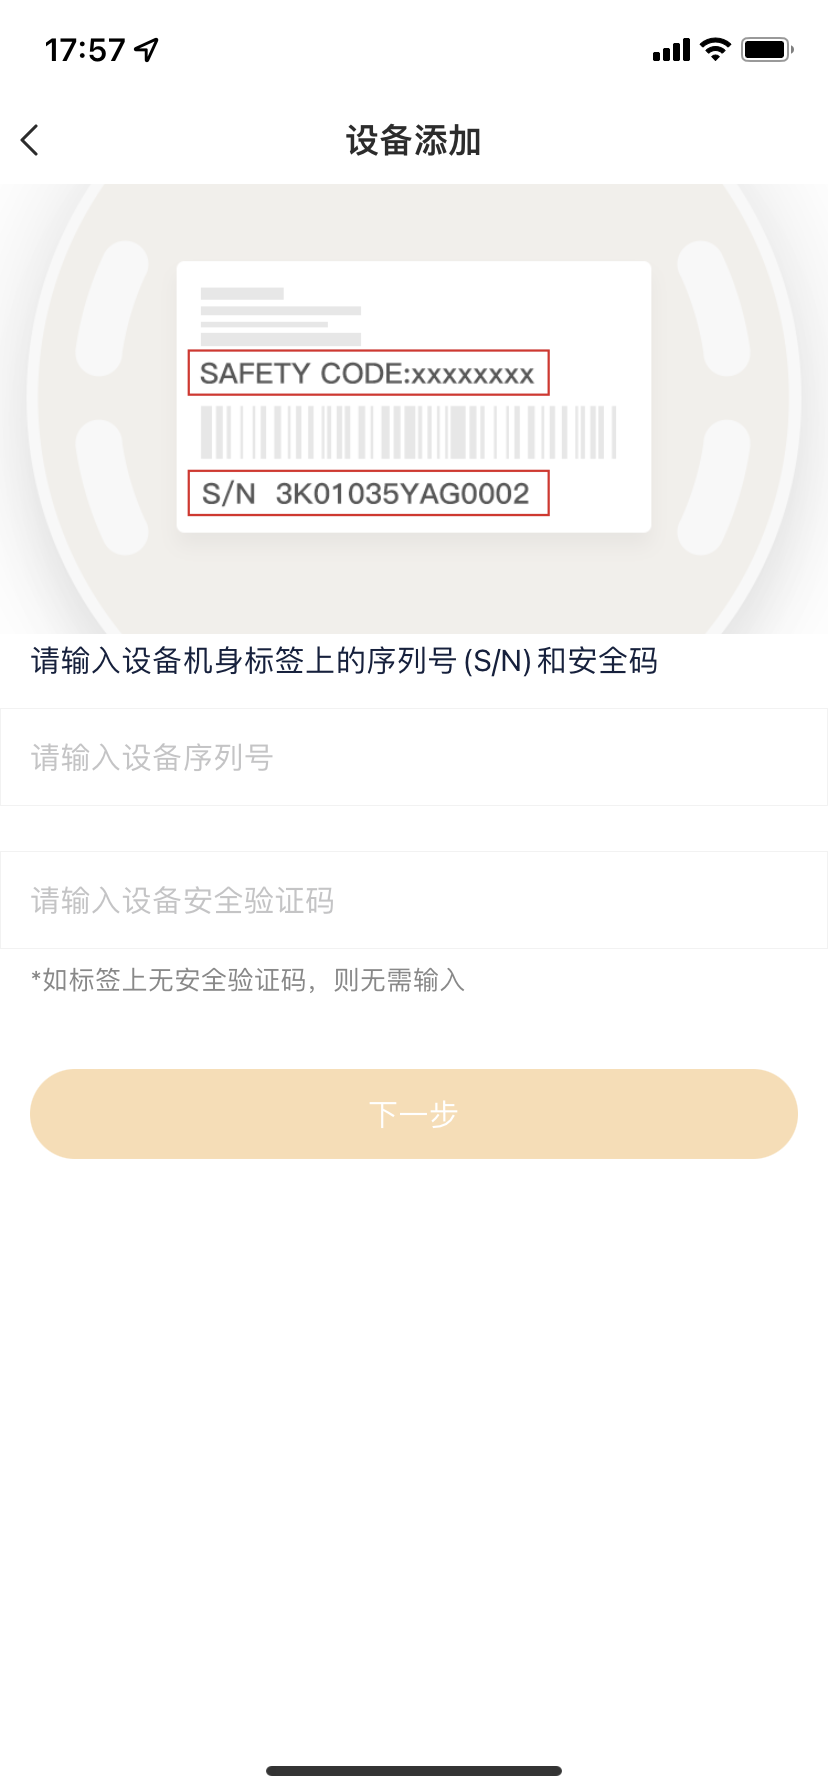 17:57
设备添加
SAFETY CODE:xxxxxxxx
S/N 3K01035YAG0002
请输入设备机身标签上的序列号(S/N)和安全码
请输入设备序列号
请输入设备安全验证码
*如标签上无安全验证码，则无需输入
下一步